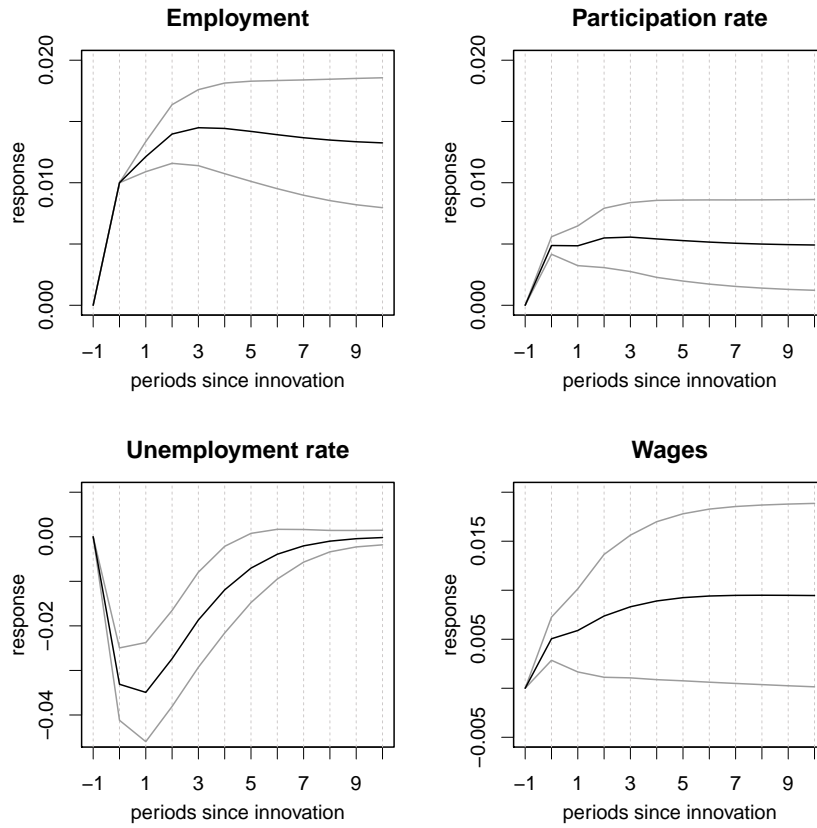 Employment
0.020
0.010
0.000
response
−1 1 3 5 7 9
periods since innovation
Participation rate
0.020
0.010
0.000
response
−1 1 3 5 7 9
periods since innovation
Unemployment rate
0.00
−0.02
−0.04
response
−1 1 3 5 7 9
periods since innovation
Wages
0.015
0.005
−0.005
response
−1 1 3 5 7 9
periods since innovation